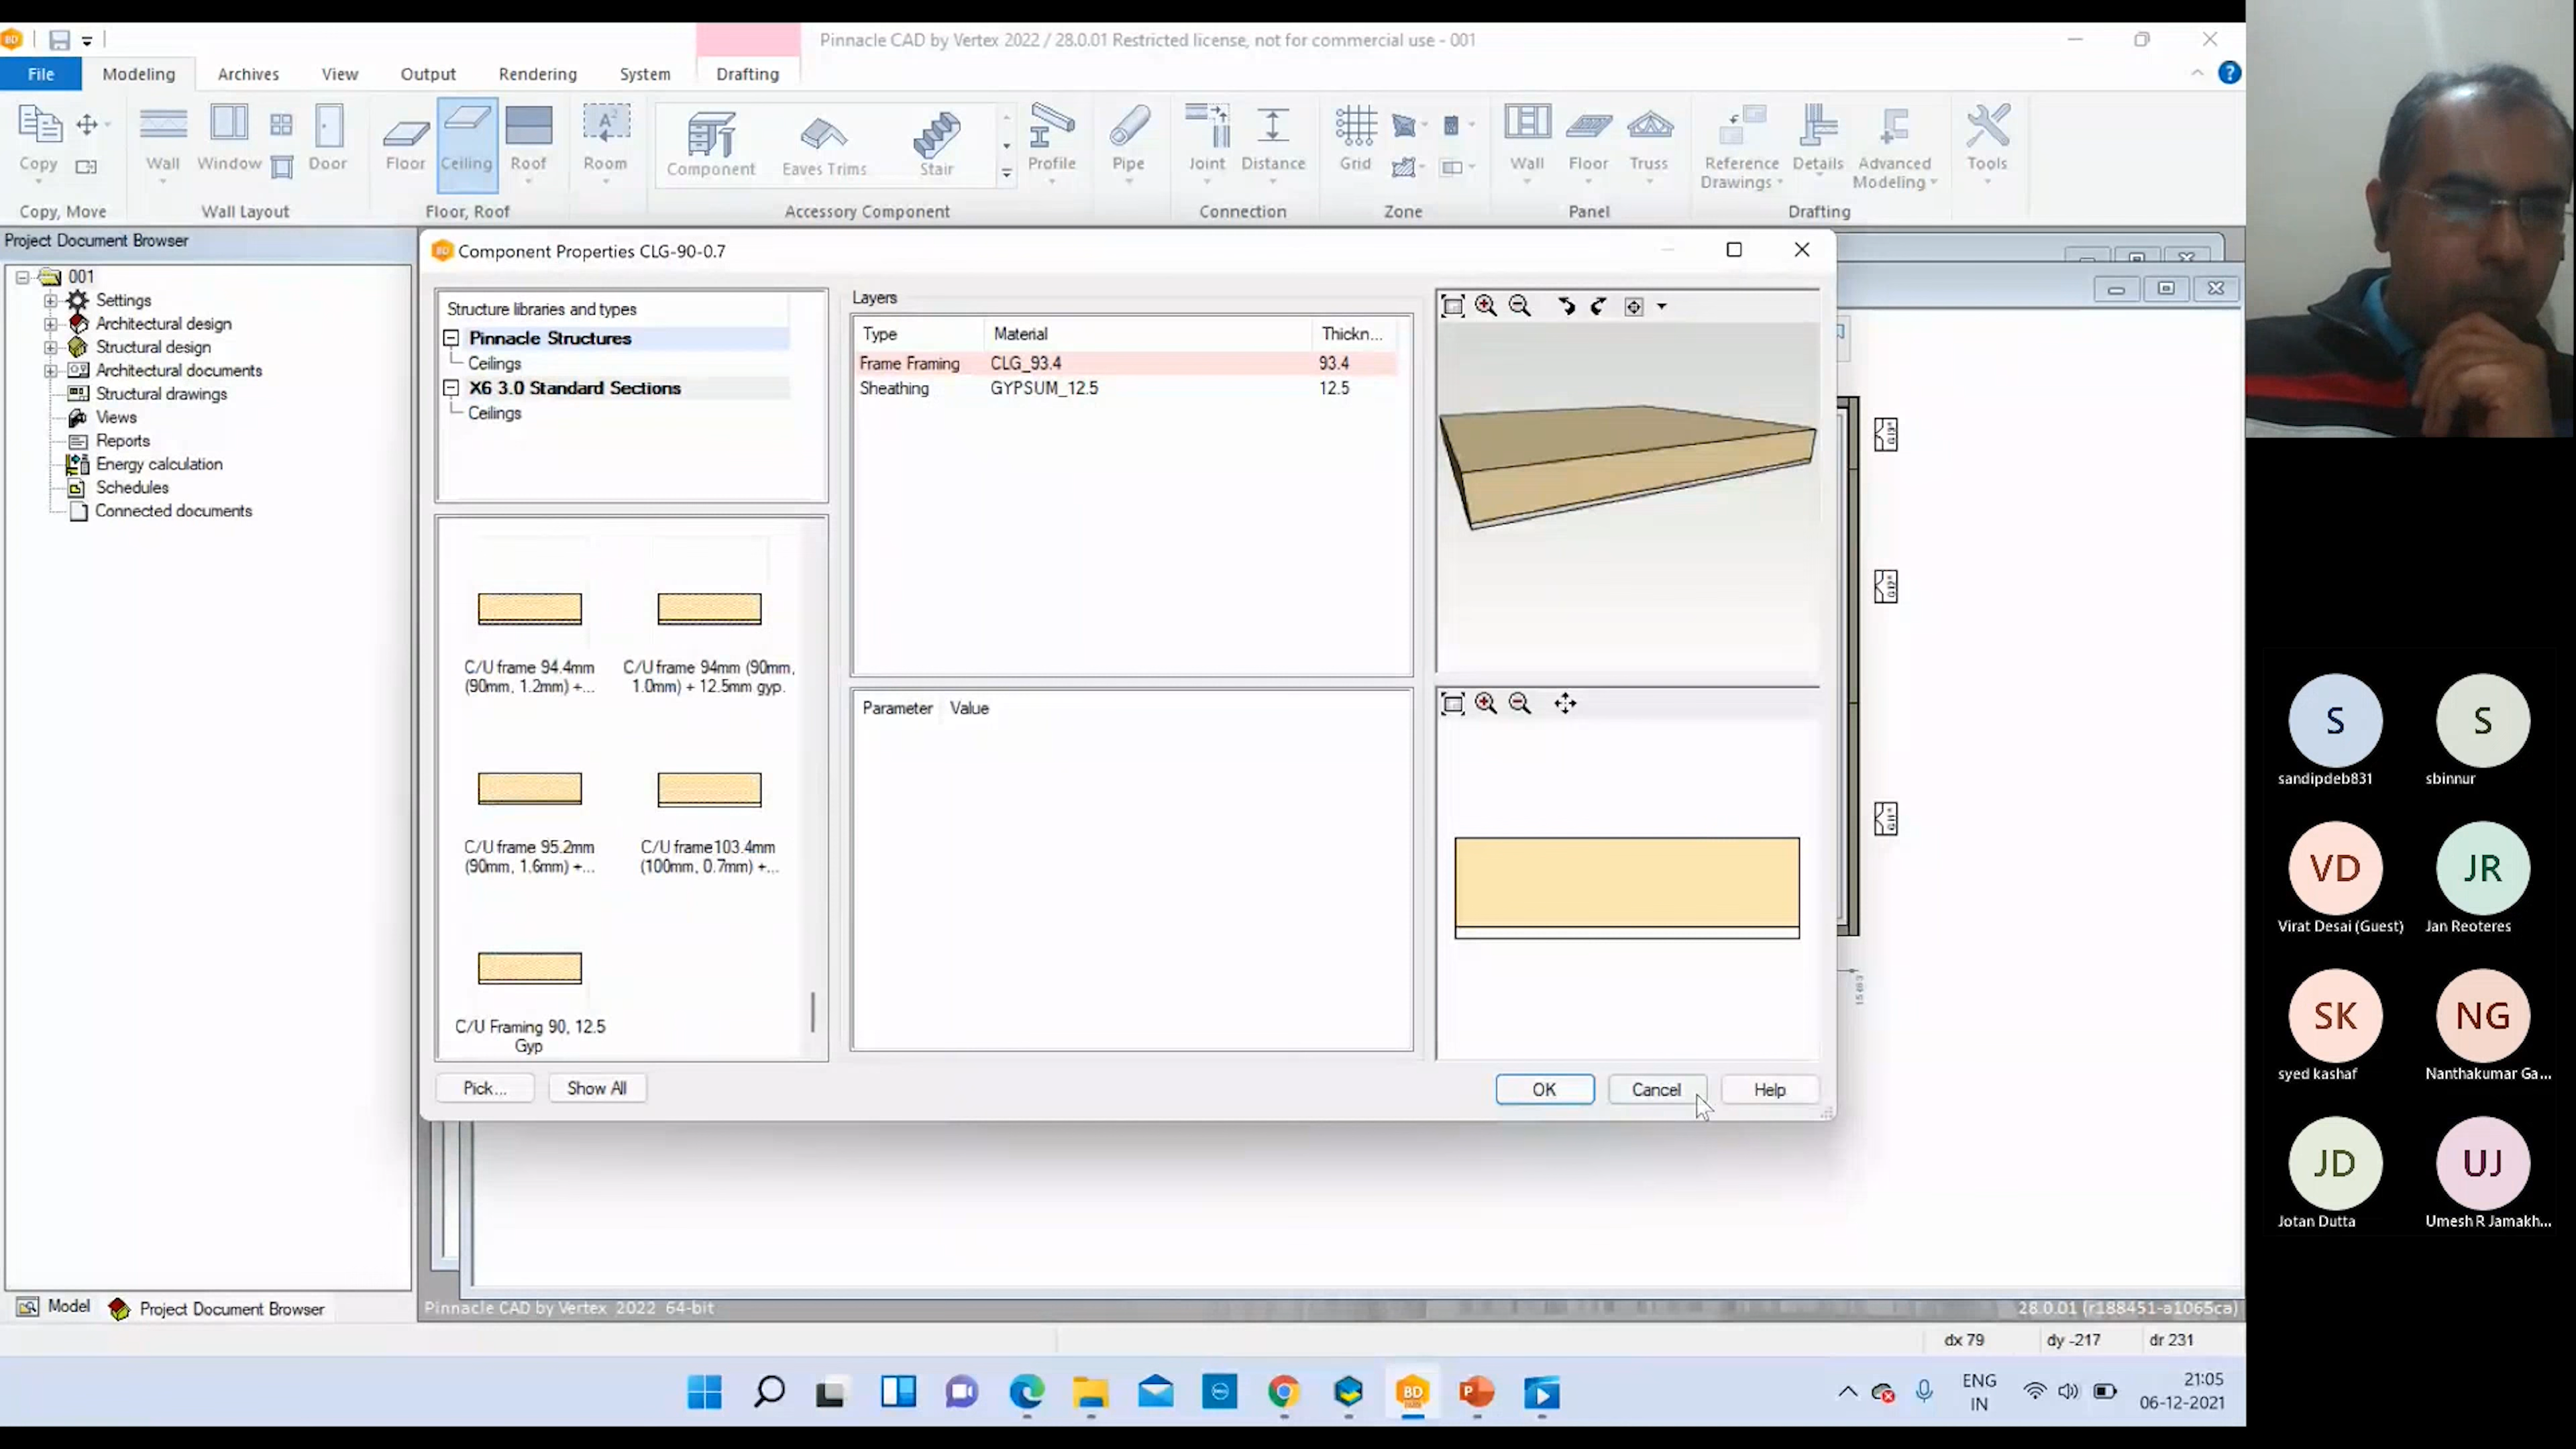 BD
Pinnacle CAD by Vertex 2022 / 28.0.01 Restricted license, not for commercial use - 001
File
Modeling
Archives
View
Output
Rendering
System
Drafting
?
Copy
Wall
Window
Door
Floor
Ceiling
Roof
Room
Component
Eaves Trims
Stair
Profile
Pipe
Joint
Distance
Grid
Wall
Floor
Truss
Reference
Drawings
Details
Advanced
Modeling
Tools
Copy, Move
Wall Layout
Floor, Roof
Accessory Component
Connection
Zone
Panel
Drafting
Project Document Browser
001
Settings
Architectural design
Structural design
Architectural documents
Structural drawings
Views
Reports
Energy calculation
Schedules
Connected documents
Component Properties CLG-90-0.7
Structure libraries and types
Pinnacle Structures
Ceilings
X6 3.0 Standard Sections
Ceilings
Layers
Type Material Thickn...
Frame Framing CLG_93.4 93.4
Sheathing GYPSUM_12.5 12.5
C/U frame 94.4mm
(90mm, 1.2mm) +...
C/U frame 94mm (90mm,
1.0mm) + 12.5mm gyp.
C/U frame 95.2mm
(90mm, 1.6mm) +...
C/U frame103.4mm
(100mm, 0.7mm) +...
C/U Framing 90, 12.5
Gyp
Parameter Value
Pick...
Show All
OK
Cancel
Help
Model
Project Document Browser
Pinnacle CAD by Vertex 2022 64-bit
28.0.01 (r188451-a1065ca)
dx 79
dy -217
dr 231
BD
P
ENG
IN
21:05
06-12-2021
S
sandipdeb831
S
sbinnur
VD
Virat Desai (Guest)
JR
Jan Reoteres
SK
syed kashaf
NG
Nanthakumar Ga...
JD
Jotan Dutta
UJ
Umesh R Jamakh...